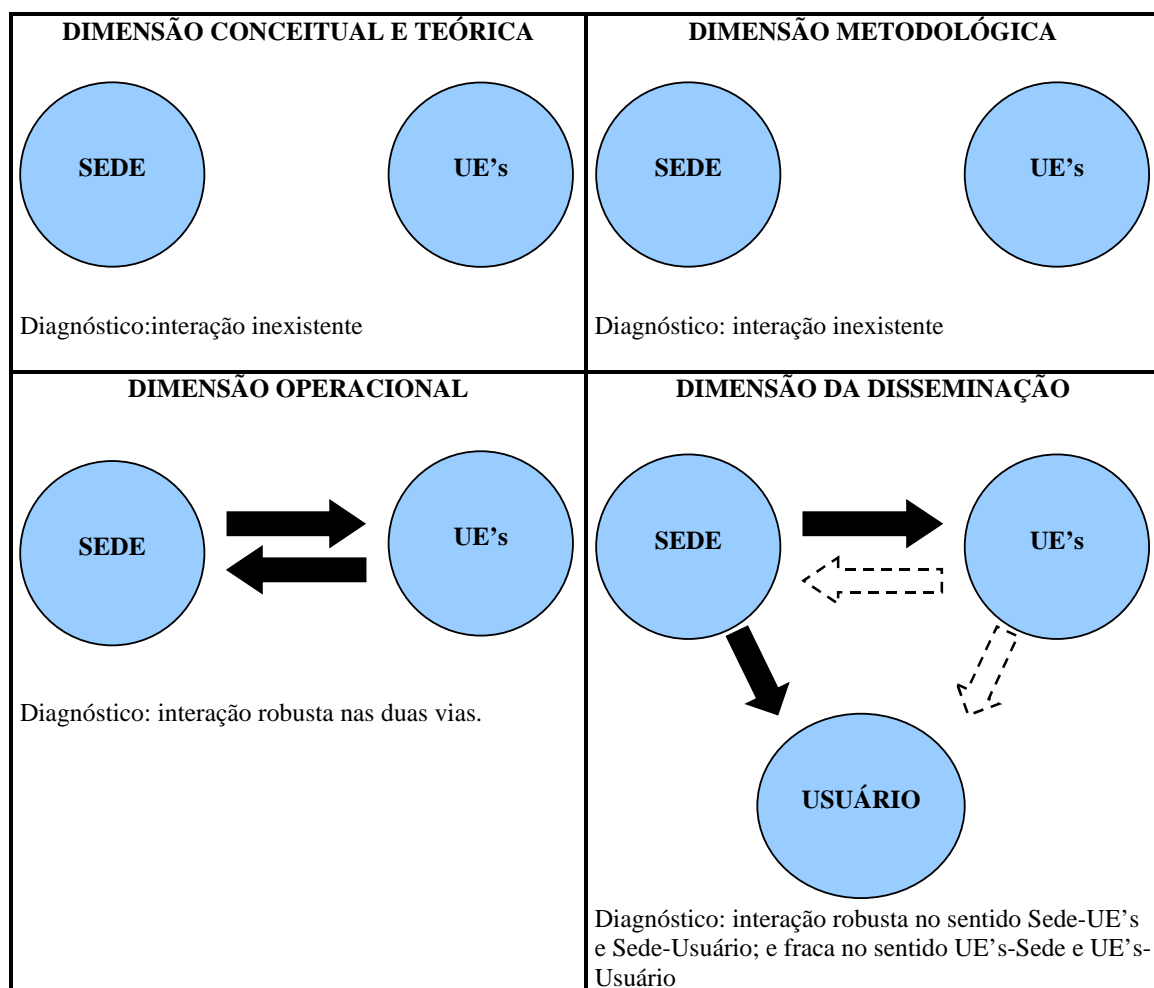 DIMENSÃO CONCEITUAL E TEÓRICA
SEDE
UE’s
Diagnóstico:interação inexistente
DIMENSÃO METODOLÓGICA
SEDE
UE’s
Diagnóstico: interação inexistente
DIMENSÃO OPERACIONAL
SEDE
UE’s
Diagnóstico: interação robusta nas duas vias.
DIMENSÃO DA DISSEMINAÇÃO
SEDE
UE’s
USUÁRIO
Diagnóstico: interação robusta no sentido Sede-UE’s
e Sede-Usuário; e fraca no sentido UE’s-Sede e UE’s-
Usuário